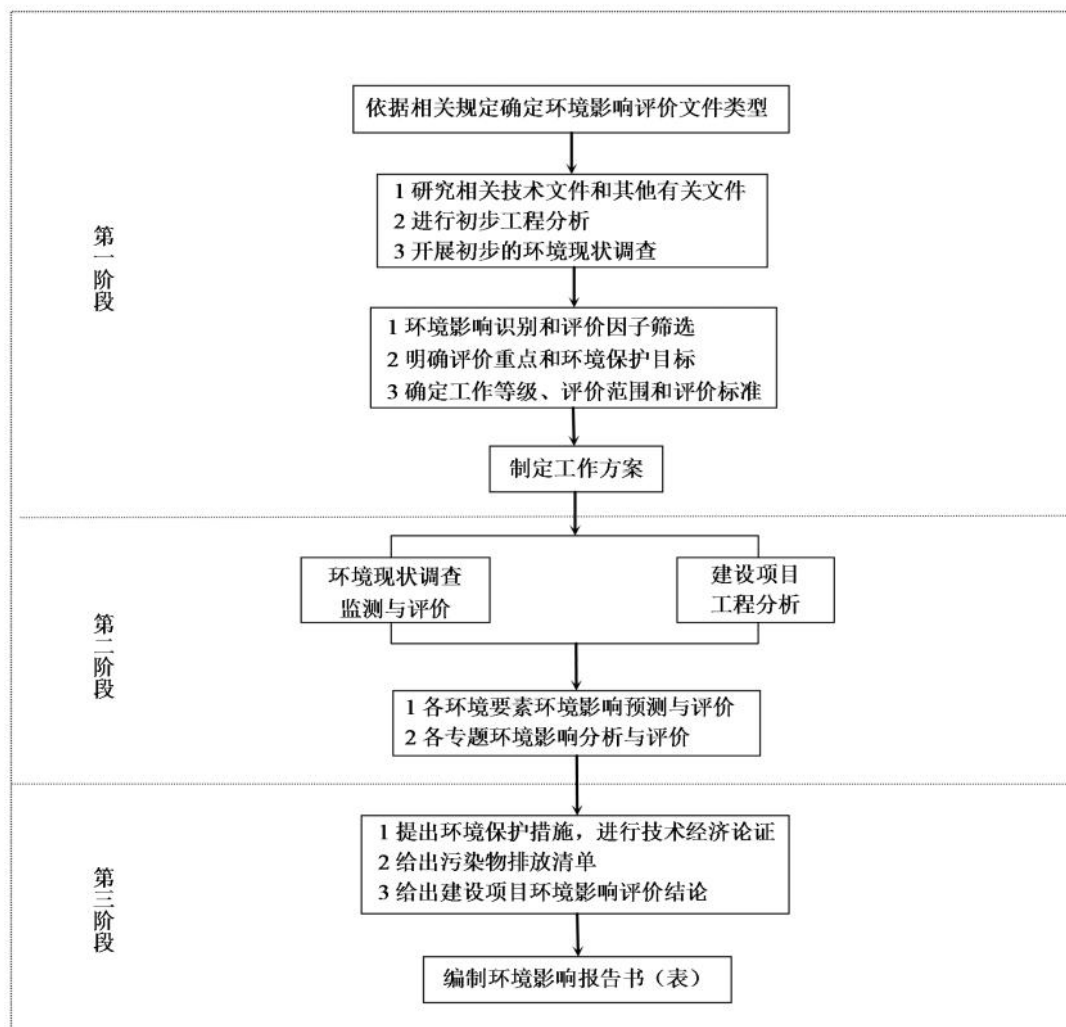 依据相关规定确定环境影响评价文件类型
1 研究相关技术文件和其他有关文件
2 进行初步工程分析
3 开展初步的环境现状调查
第一阶段
1 环境影响识别和评价因子筛选
2 明确评价重点和环境保护目标
3 确定工作等级、评价范围和评价标准
制定工作方案
环境现状调查
监测与评价
建设项目
工程分析
第二阶段
1 各环境要素环境影响预测与评价
2 各专题环境影响分析与评价
1 提出环境保护措施，进行技术经济论证
2 给出污染物排放清单
3 给出建设项目环境影响评价结论
第三阶段
编制环境影响报告书（表）